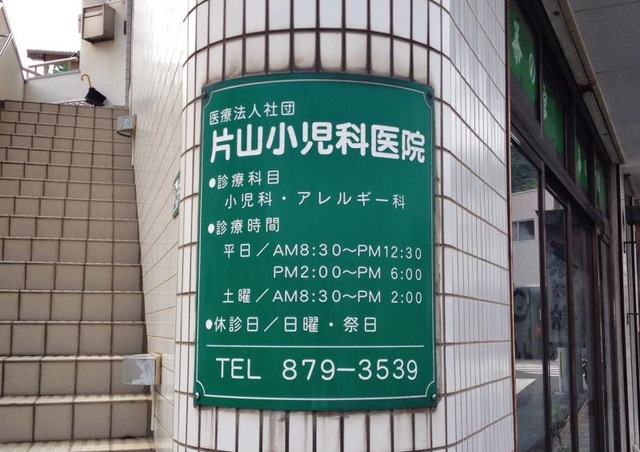 医療法人社団
片山小児科医院
●診療科目
小児科・アレルギー科
●診療時間
平日／AM8:30〜PM12:30
PM2:00〜PM 6:00
土曜／AM8:30〜PM 2:00
●休診日／日曜・祭日
TEL 879-3539
茶の